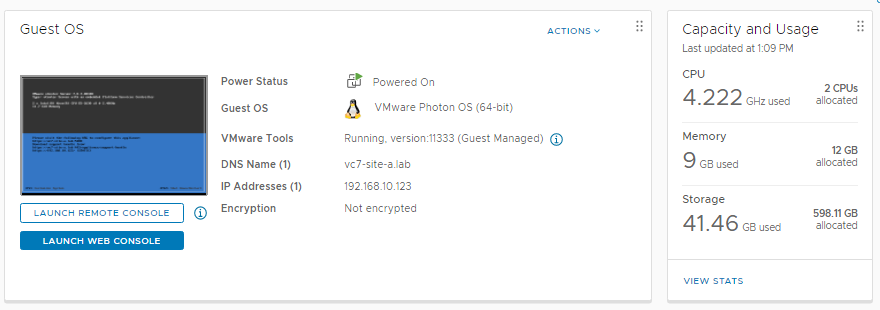 Guest OS
ACTIONS
Power Status
Powered On
Guest OS
VMware Photon OS (64-bit)
VMware Tools
Running, version:11333 (Guest Managed)
DNS Name (1)
vc7-site-a.lab
IP Addresses (1)
192.168.10.123
Encryption
Not encrypted
LAUNCH REMOTE CONSOLE
LAUNCH WEB CONSOLE
Capacity and Usage
Last updated at 1:09 PM
CPU
4.222 GHz used
2 CPUs
allocated
Memory
9 GB used
12 GB
allocated
Storage
41.46 GB used
598.11 GB
allocated
VIEW STATS